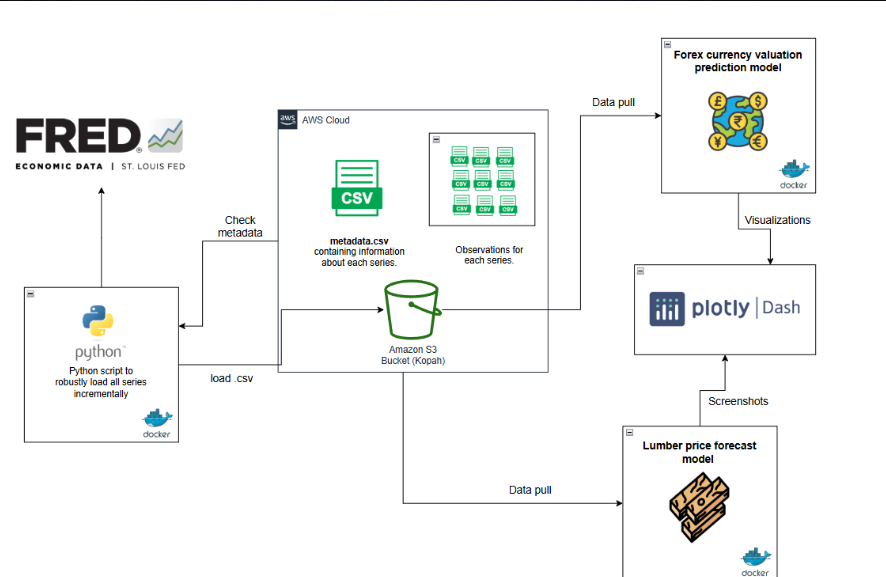 Forex currency valuation
prediction model
docker
Data pull
aws
AWS Cloud
FRED®
ECONOMIC DATA | ST. LOUIS FED
CSV
CSV CSV CSV
CSV CSV CSV
CSV CSV CSV
metadata.csv
containing information
about each series.
Observations for
each series.
Check
metadata
Visualizations
plotly | Dash
python™
Python script to
robustly load all series
incrementally
docker
load .csv
Amazon S3
Bucket (Kopah)
Screenshots
Data pull
Lumber price forecast
model
docker